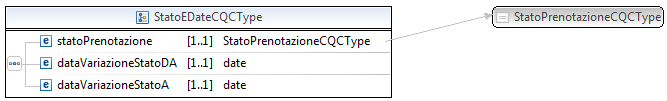 StatoEDateCQCType
statoPrenotazione [1..1] StatoPrenotazioneCQCType
dataVariazioneStatoDA [1..1] date
dataVariazioneStatoA [1..1] date
StatoPrenotazioneCQCType